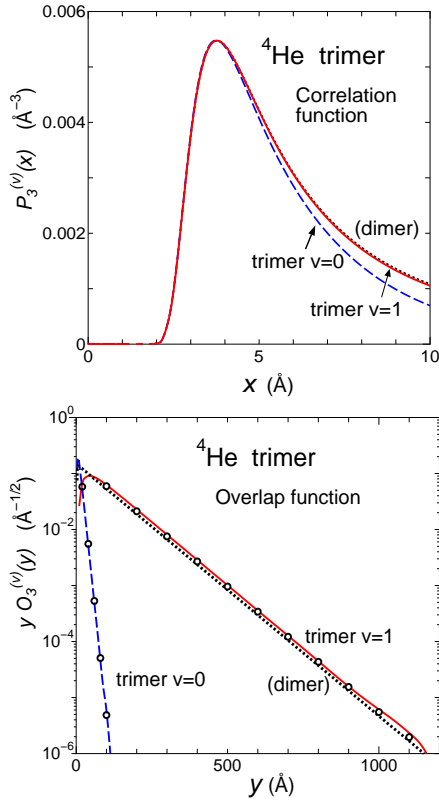 ⁴He trimer
Correlation function
P₃⁽ᵛ⁾(x) (Å⁻³)
0.006
0.004
0.002
0
(dimer)
trimer v=0
trimer v=1
0 5 10
x (Å)
⁴He trimer
Overlap function
y O₃⁽ᵛ⁾(y) (Å⁻¹/²)
10⁰
10⁻²
10⁻⁴
10⁻⁶
trimer v=1
(dimer)
trimer v=0
0 500 1000
y (Å)